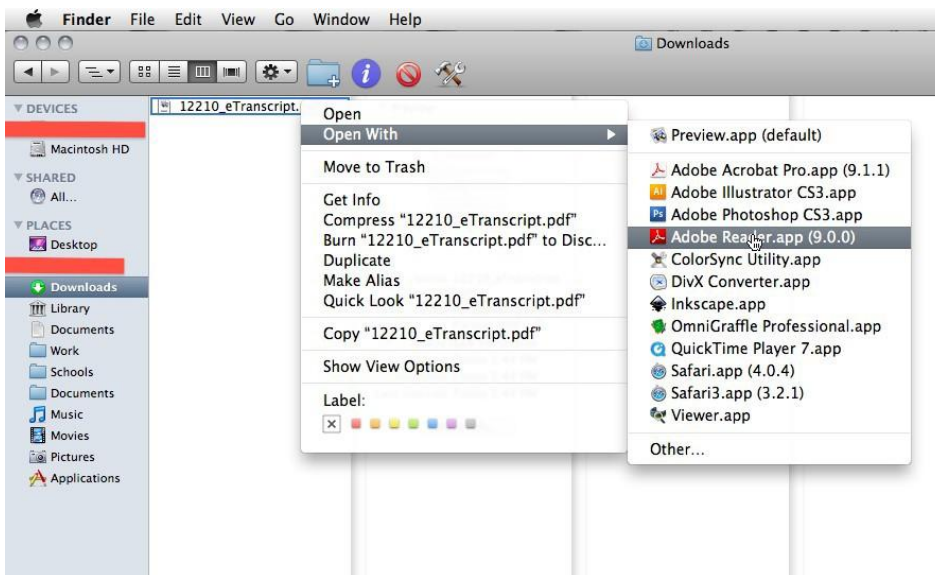 Finder File Edit View Go Window Help
Downloads
DEVICES
Macintosh HD
SHARED
All...
PLACES
Desktop
Downloads
Library
Documents
Work
Schools
Documents
Music
Movies
Pictures
Applications
12210_eTranscript.
Open
Open With
Move to Trash
Get Info
Compress “12210_eTranscript.pdf”
Burn “12210_eTranscript.pdf” to Disc...
Duplicate
Make Alias
Quick Look “12210_eTranscript.pdf”
Copy “12210_eTranscript.pdf”
Show View Options
Label:
Preview.app (default)
Adobe Acrobat Pro.app (9.1.1)
Adobe Illustrator CS3.app
Adobe Photoshop CS3.app
Adobe Reader.app (9.0.0)
ColorSync Utility.app
DivX Converter.app
Inkscape.app
OmniGraffle Professional.app
QuickTime Player 7.app
Safari.app (4.0.4)
Safari3.app (3.2.1)
Viewer.app
Other...